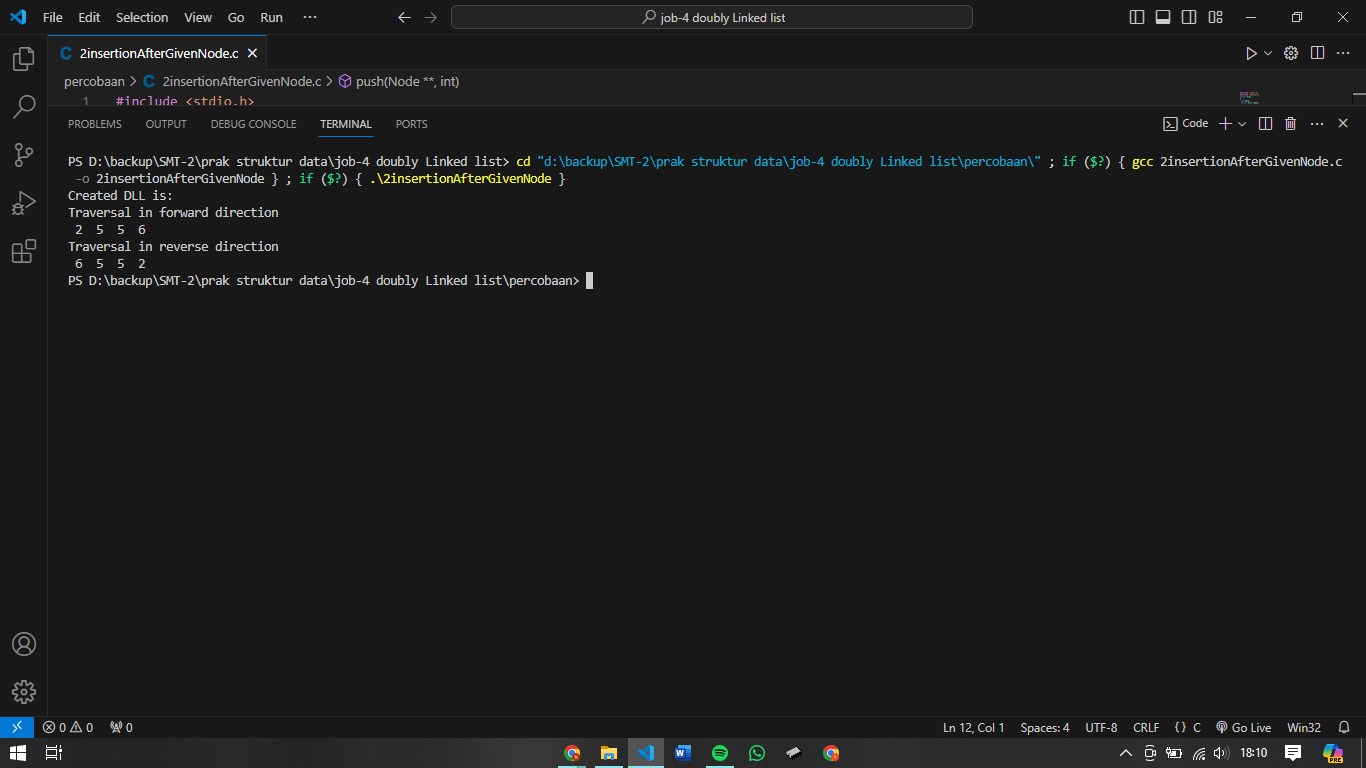 File Edit Selection View Go Run ··· job-4 doubly Linked list
C 2insertionAfterGivenNode.c
percobaan > C 2insertionAfterGivenNode.c > push(Node **, int)
1 #include <stdio.h>
PROBLEMS OUTPUT DEBUG CONSOLE TERMINAL PORTS Code
PS D:\backup\SMT-2\prak struktur data\job-4 doubly Linked list> cd "d:\backup\SMT-2\prak struktur data\job-4 doubly Linked list\percobaan\" ; if ($?) { gcc 2insertionAfterGivenNode.c
-o 2insertionAfterGivenNode } ; if ($?) { .\2insertionAfterGivenNode }
Created DLL is:
Traversal in forward direction
2 5 5 6
Traversal in reverse direction
6 5 5 2
PS D:\backup\SMT-2\prak struktur data\job-4 doubly Linked list\percobaan>
0 0 0 Ln 12, Col 1 Spaces: 4 UTF-8 CRLF {} C Go Live Win32
18:10
PRE